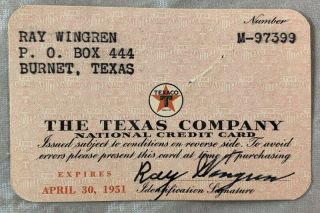 Number
RAY WINGREN
M-97399
P. O. BOX 444
BURNET, TEXAS
TEXACO
T
THE TEXAS COMPANY
NATIONAL CREDIT CARD
Issued subject to conditions on reverse side. To avoid
errors please present this card at time of purchasing
EXPIRES
Ray Wingren
APRIL 30, 1951
Identification Signature